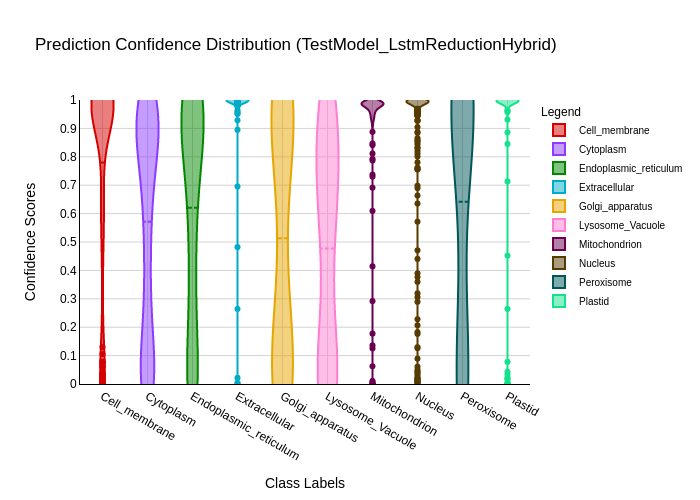 Prediction Confidence Distribution (TestModel_LstmReductionHybrid)
Confidence Scores
1
0.9
0.8
0.7
0.6
0.5
0.4
0.3
0.2
0.1
0
Cell_membrane
Cytoplasm
Endoplasmic_reticulum
Extracellular
Golgi_apparatus
Lysosome_Vacuole
Mitochondrion
Nucleus
Peroxisome
Plastid
Class Labels
Legend
Cell_membrane
Cytoplasm
Endoplasmic_reticulum
Extracellular
Golgi_apparatus
Lysosome_Vacuole
Mitochondrion
Nucleus
Peroxisome
Plastid